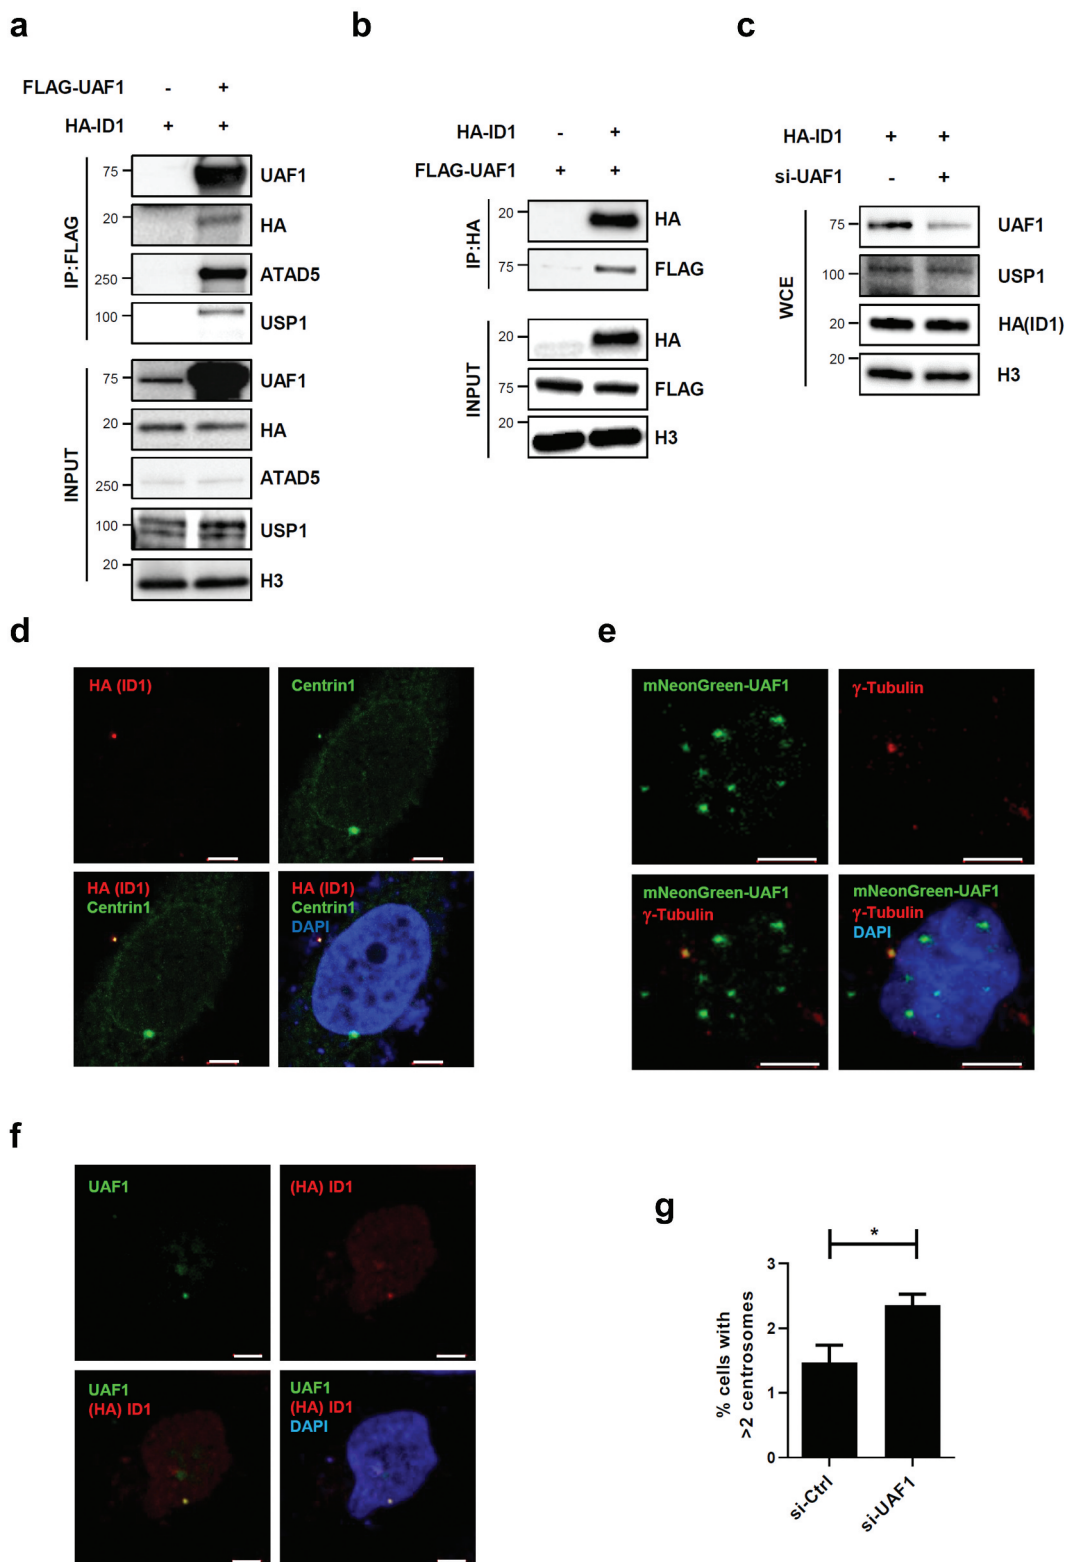 a
FLAG-UAF1 - +
HA-ID1 + +
IP:FLAG
75 UAF1
20 HA
250 ATAD5
100 USP1
INPUT
75 UAF1
20 HA
250 ATAD5
100 USP1
20 H3
b
HA-ID1 - +
FLAG-UAF1 + +
IP:HA
20 HA
75 FLAG
INPUT
20 HA
75 FLAG
20 H3
c
HA-ID1 + +
si-UAF1 - +
WCE
75 UAF1
100 USP1
20 HA(ID1)
20 H3
d
HA (ID1)
Centrin1
HA (ID1)
Centrin1
HA (ID1)
Centrin1
DAPI
e
mNeonGreen-UAF1
γ-Tubulin
mNeonGreen-UAF1
γ-Tubulin
mNeonGreen-UAF1
γ-Tubulin
DAPI
f
UAF1
(HA) ID1
UAF1
(HA) ID1
UAF1
(HA) ID1
DAPI
g
*
% cells with
>2 centrosomes
3
2
1
0
si-Ctrl
si-UAF1